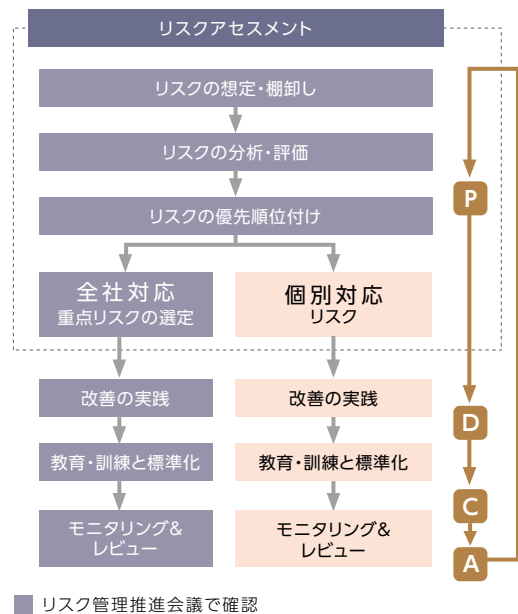 リスクアセスメント
リスクの想定・棚卸し
リスクの分析・評価
リスクの優先順位付け
全社対応
重点リスクの選定
個別対応
リスク
改善の実践
改善の実践
教育・訓練と標準化
教育・訓練と標準化
モニタリング&
レビュー
モニタリング&
レビュー
P
D
C
A
リスク管理推進会議で確認